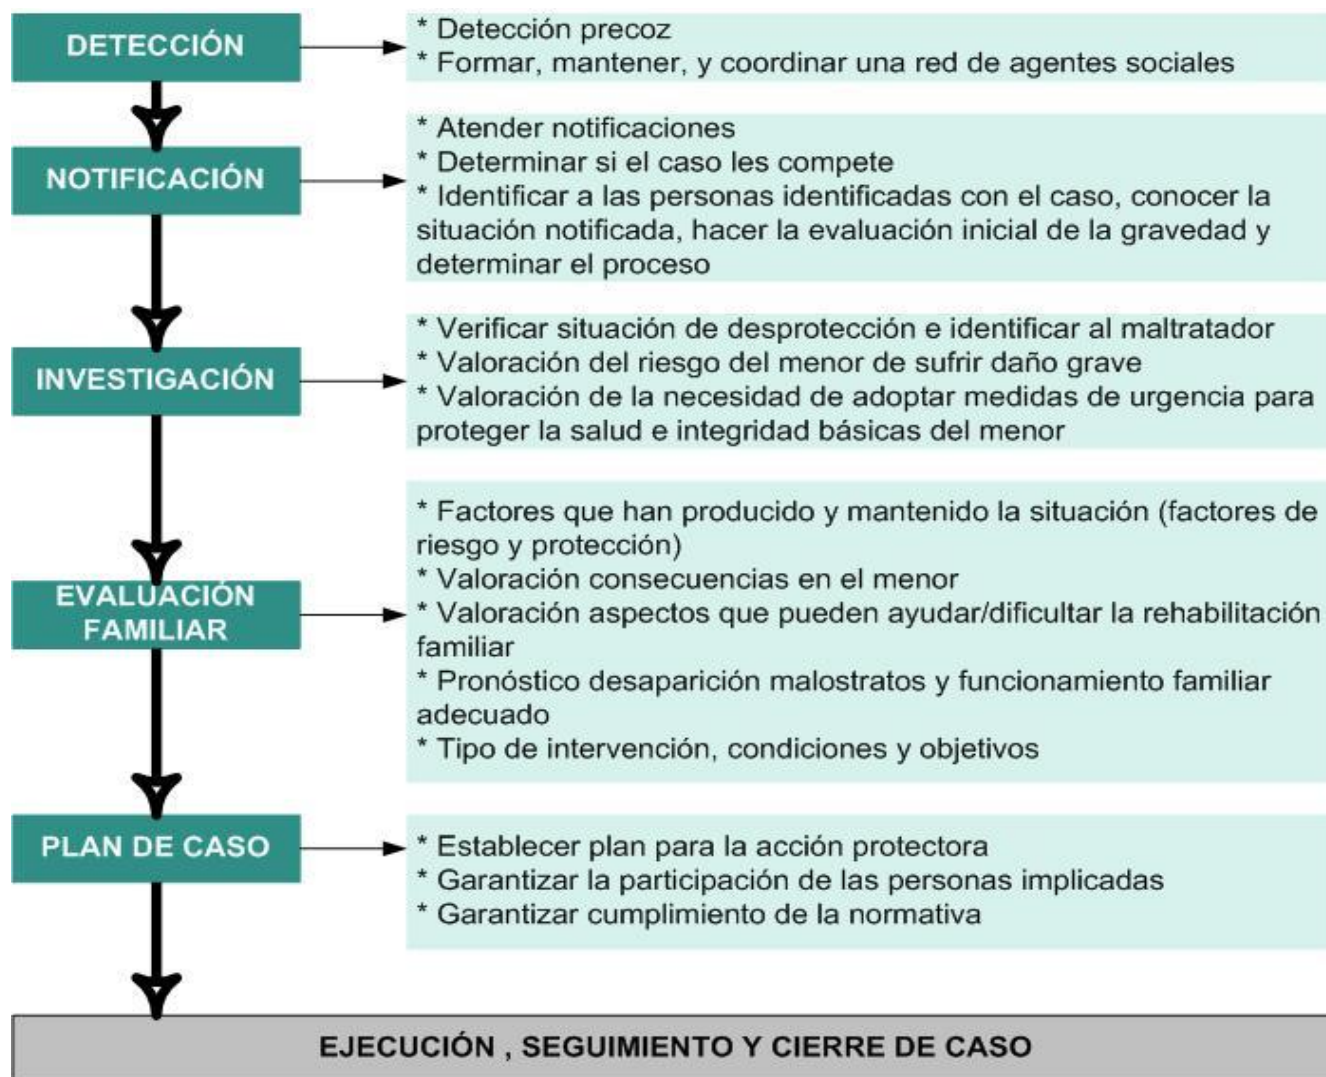 DETECCIÓN
* Detección precoz
* Formar, mantener, y coordinar una red de agentes sociales
NOTIFICACIÓN
* Atender notificaciones
* Determinar si el caso les compete
* Identificar a las personas identificadas con el caso, conocer la
situación notificada, hacer la evaluación inicial de la gravedad y
determinar el proceso
INVESTIGACIÓN
* Verificar situación de desprotección e identificar al maltratador
* Valoración del riesgo del menor de sufrir daño grave
* Valoración de la necesidad de adoptar medidas de urgencia para
proteger la salud e integridad básicas del menor
EVALUACIÓN
FAMILIAR
* Factores que han producido y mantenido la situación (factores de
riesgo y protección)
* Valoración consecuencias en el menor
* Valoración aspectos que pueden ayudar/dificultar la rehabilitación
familiar
* Pronóstico desaparición malostratos y funcionamiento familiar
adecuado
* Tipo de intervención, condiciones y objetivos
PLAN DE CASO
* Establecer plan para la acción protectora
* Garantizar la participación de las personas implicadas
* Garantizar cumplimiento de la normativa
EJECUCIÓN , SEGUIMIENTO Y CIERRE DE CASO